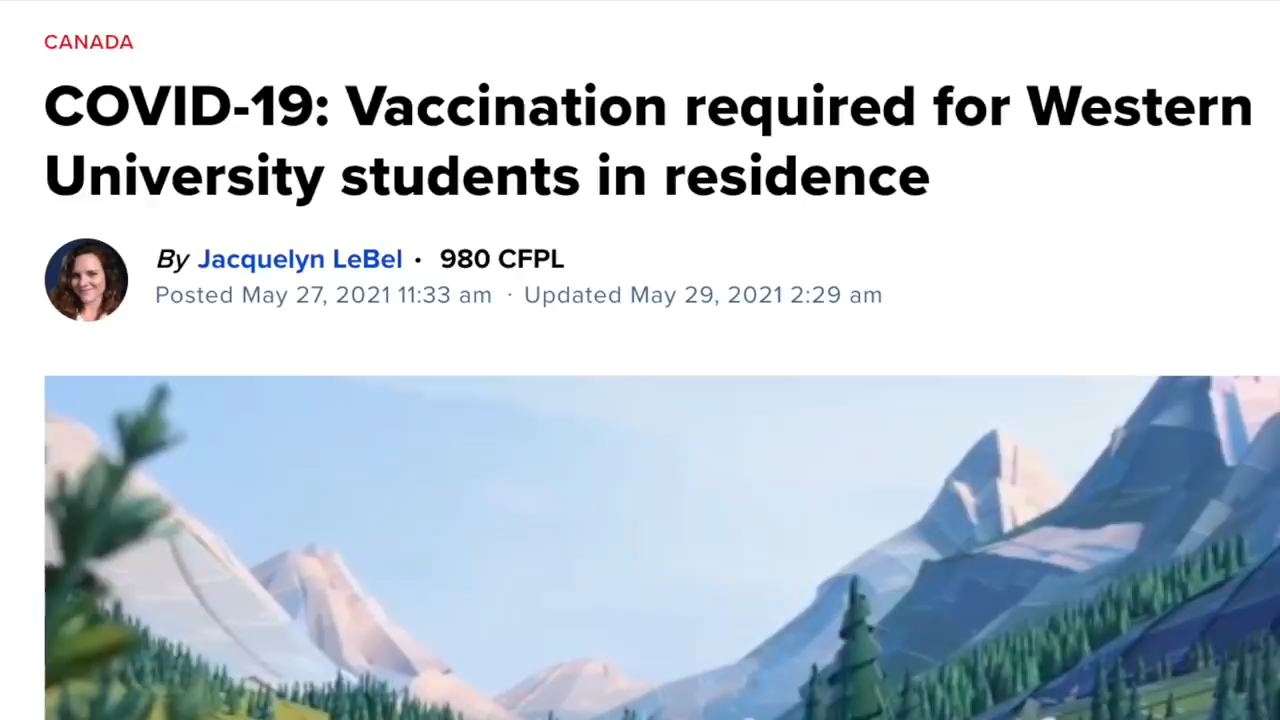 CANADA
COVID-19: Vaccination required for Western
University students in residence
By Jacquelyn LeBel • 980 CFPL
Posted May 27, 2021 11:33 am · Updated May 29, 2021 2:29 am